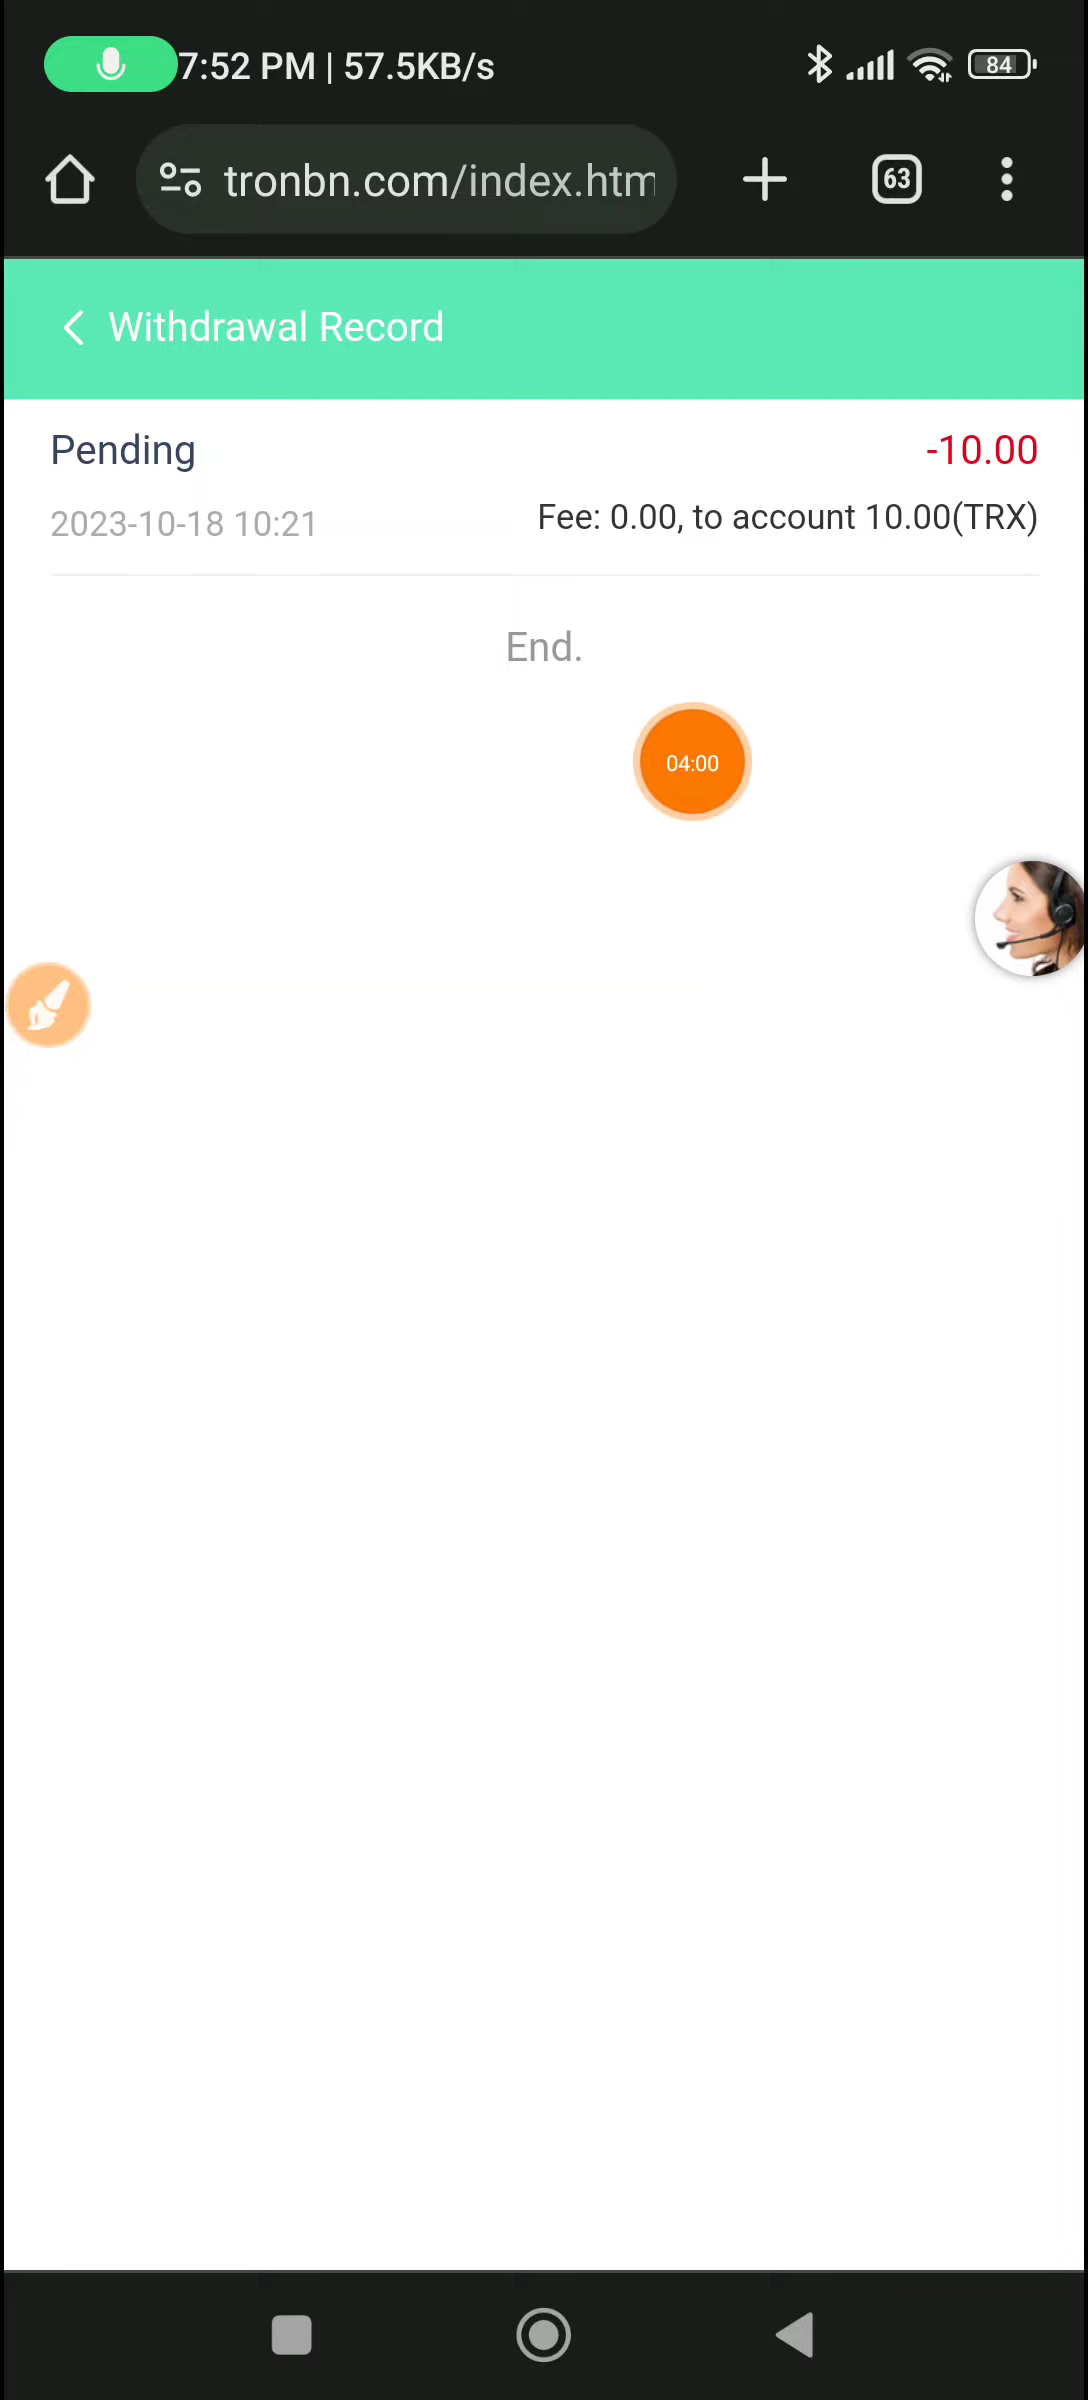 7:52 PM | 57.5KB/s
84
tronbn.com/index.htm
63
Withdrawal Record
Pending
-10.00
2023-10-18 10:21
Fee: 0.00, to account 10.00(TRX)
End.
04:00